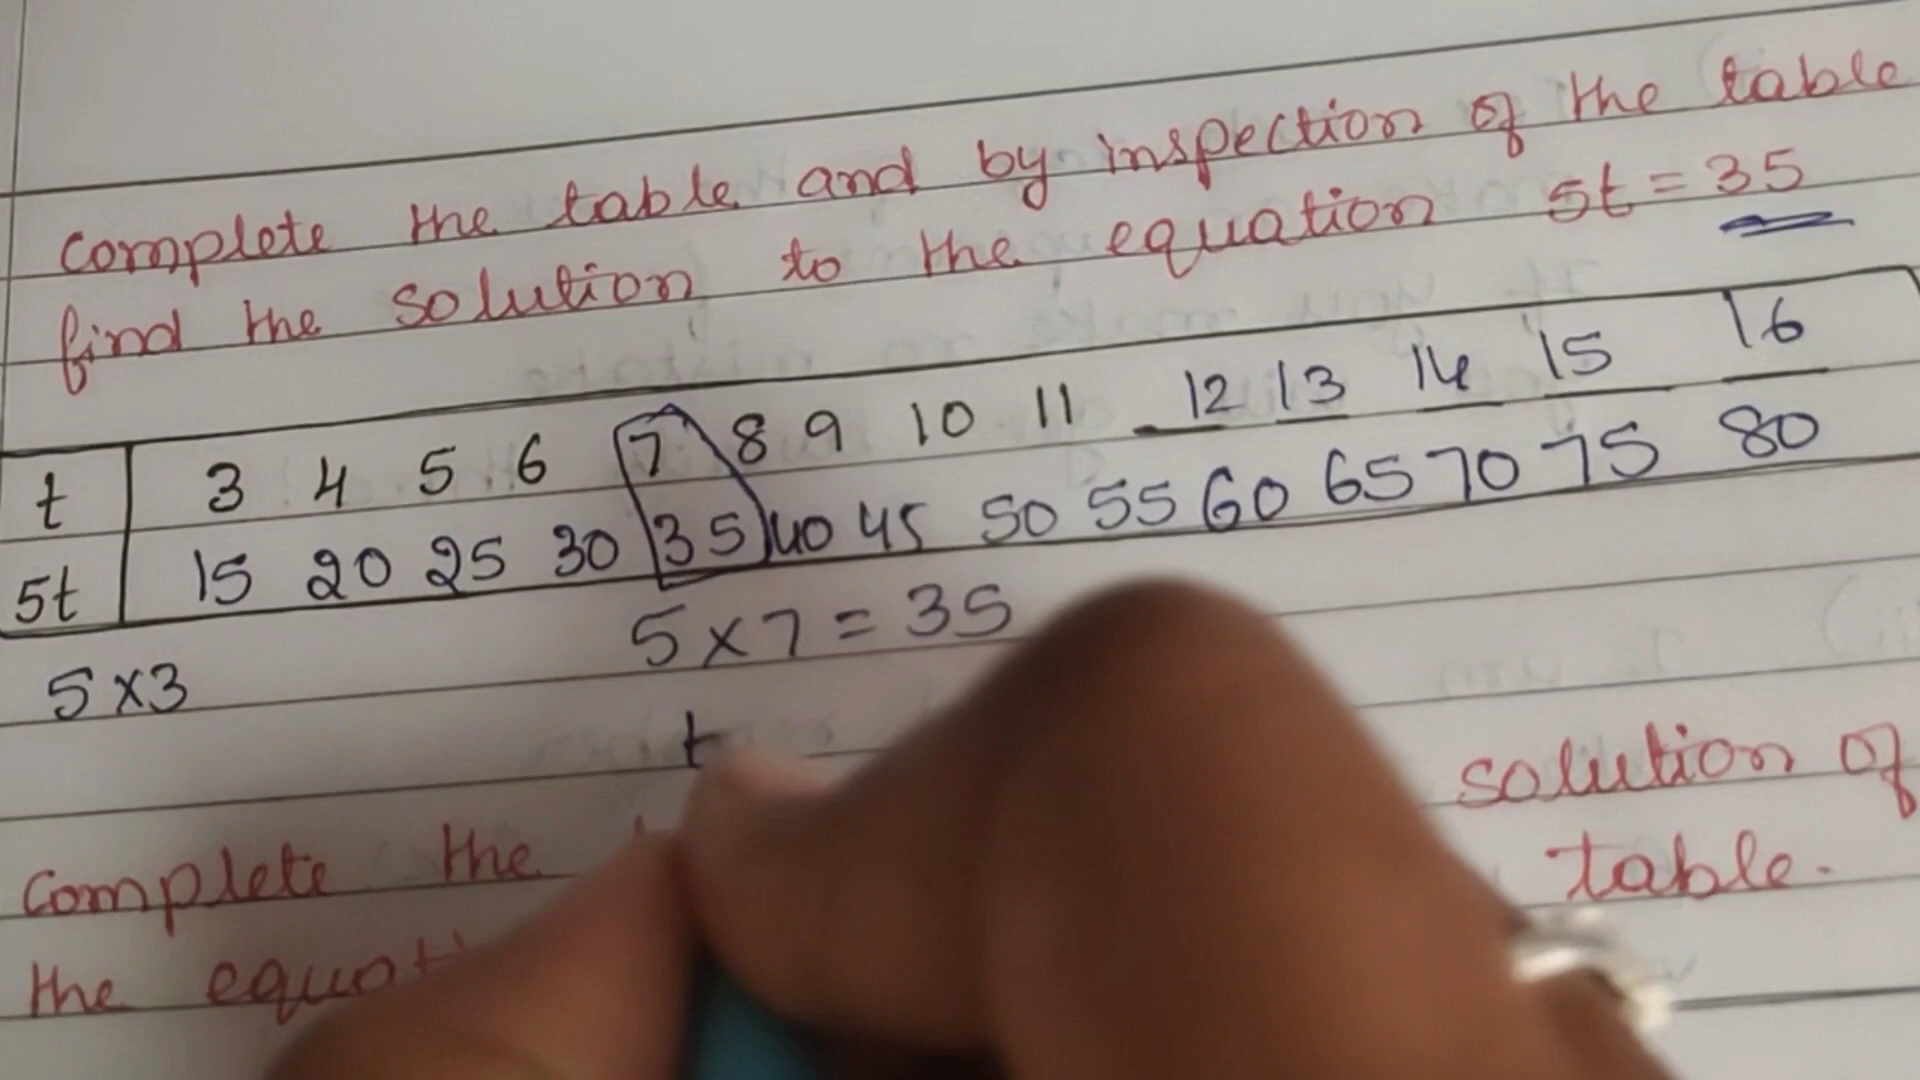 complete the table and by inspection of the table
find the solution to the equation 5t = 35
t 3 4 5 6 7 8 9 10 11 12 13 14 15 16
5t 15 20 25 30 35 40 45 50 55 60 65 70 75 80
5 × 3 5 × 7 = 35
t
complete the solution of
the table.